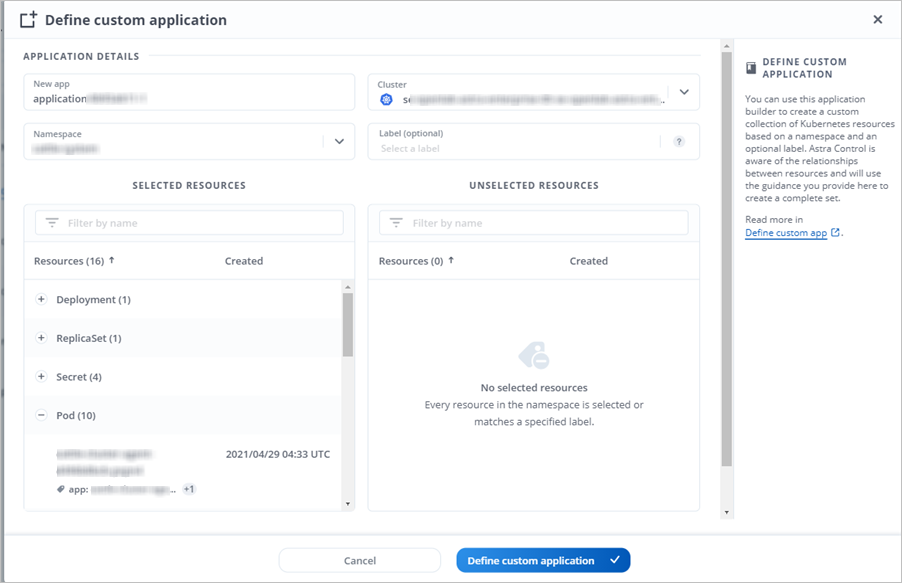 Define custom application
APPLICATION DETAILS
New app
application
Cluster
Namespace
Label (optional)
Select a label
?
SELECTED RESOURCES
Filter by name
Resources (16) ↑
Created
Deployment (1)
ReplicaSet (1)
Secret (4)
Pod (10)
2021/04/29 04:33 UTC
app:
+1
UNSELECTED RESOURCES
Filter by name
Resources (0) ↑
Created
No selected resources
Every resource in the namespace is selected or
matches a specified label.
DEFINE CUSTOM
APPLICATION
You can use this application
builder to create a custom
collection of Kubernetes resources
based on a namespace and an
optional label. Astra Control is
aware of the relationships
between resources and will use
the guidance you provide here to
create a complete set.
Read more in
Define custom app .
Cancel
Define custom application